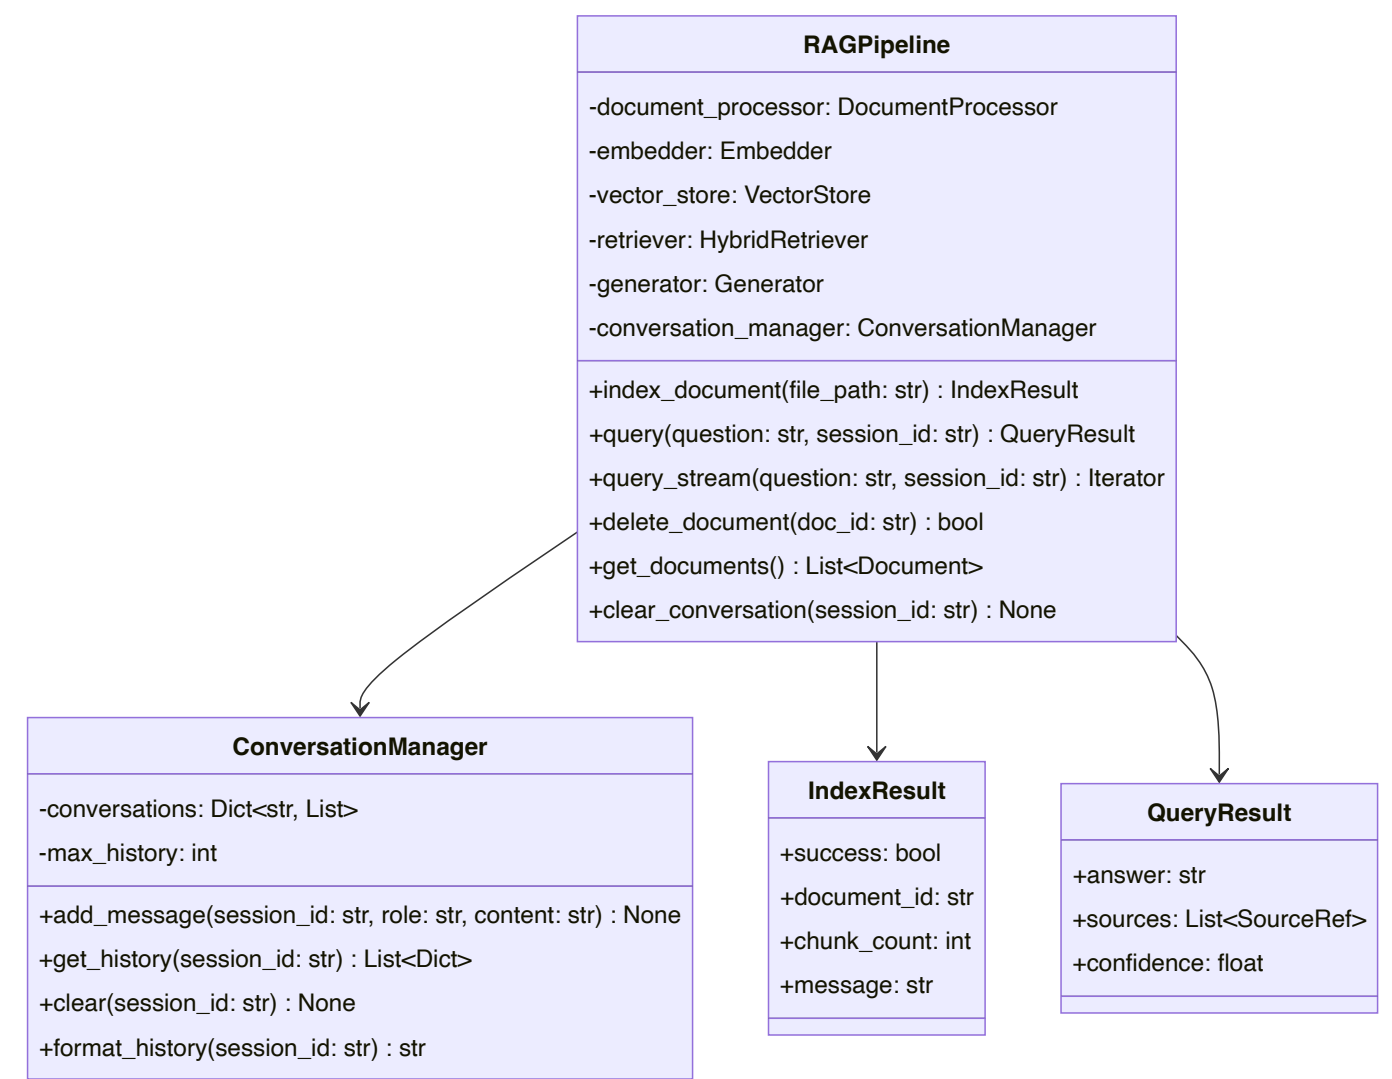 RAGPipeline
-document_processor: DocumentProcessor
-embedder: Embedder
-vector_store: VectorStore
-retriever: HybridRetriever
-generator: Generator
-conversation_manager: ConversationManager
+index_document(file_path: str) : IndexResult
+query(question: str, session_id: str) : QueryResult
+query_stream(question: str, session_id: str) : Iterator
+delete_document(doc_id: str) : bool
+get_documents() : List<Document>
+clear_conversation(session_id: str) : None
ConversationManager
-conversations: Dict<str, List>
-max_history: int
+add_message(session_id: str, role: str, content: str) : None
+get_history(session_id: str) : List<Dict>
+clear(session_id: str) : None
+format_history(session_id: str) : str
IndexResult
+success: bool
+document_id: str
+chunk_count: int
+message: str
QueryResult
+answer: str
+sources: List<SourceRef>
+confidence: float